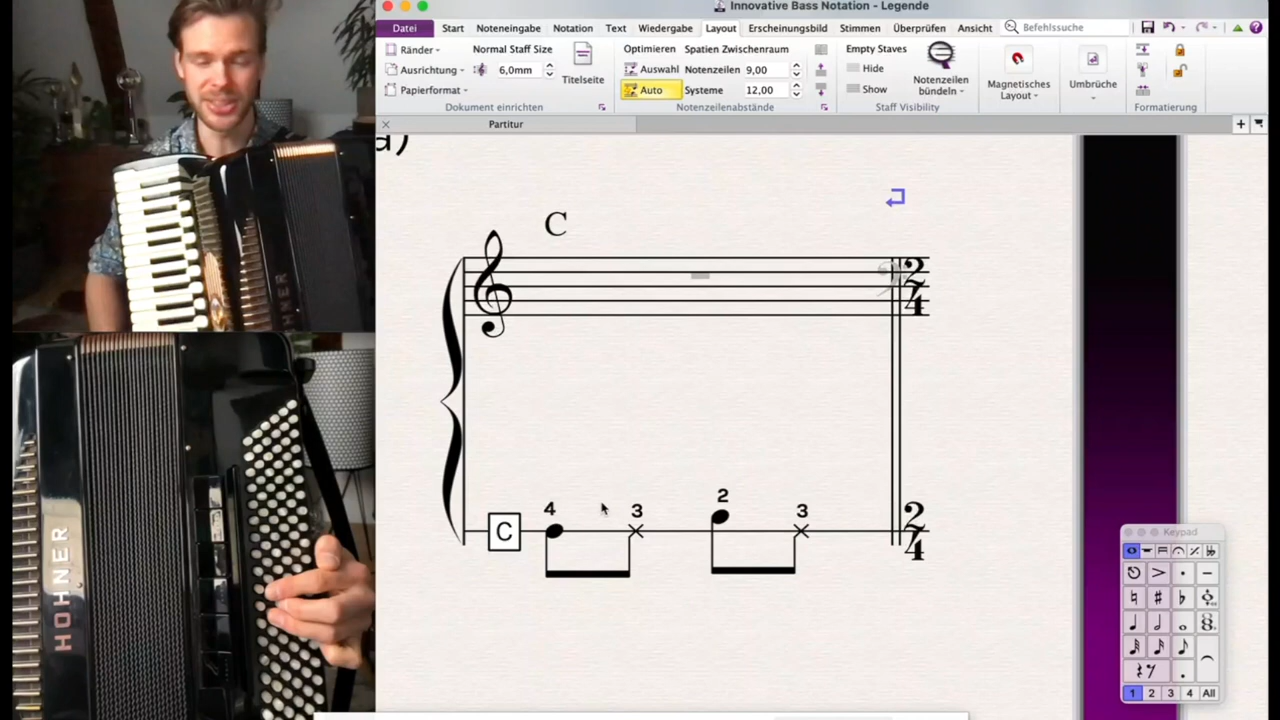 Innovative Bass Notation - Legende
Datei Start Noteneingabe Notation Text Wiedergabe Layout Erscheinungsbild Stimmen Überprüfen Ansicht Befehlssuche
Ränder Normal Staff Size Optimieren Spatien Zwischenraum Empty Staves
Ausrichtung 6,0mm Titelseite Auswahl Notenzeilen 9,00 Hide Notenzeilen bündeln Magnetisches Layout Umbrüche
Papierformat Auto Systeme 12,00 Show
Dokument einrichten Notenzeilenabstände Staff Visibility Formatierung
Partitur
a)
C
2
4
4 3 2 3
C
2
4
Keypad
1 2 3 4 All
HOHNER
HOHNER